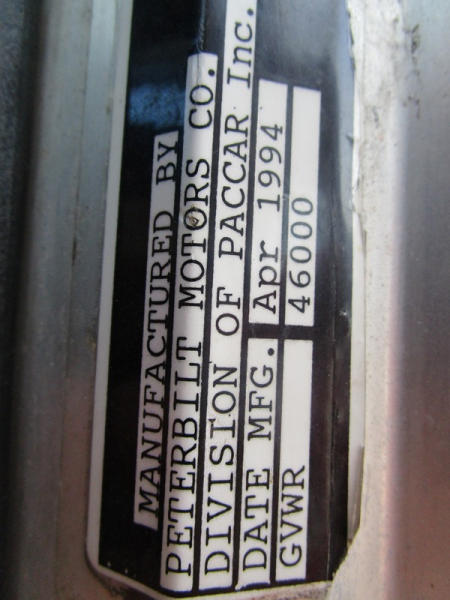 MANUFACTURED BY
PETERBILT MOTORS CO.
DIVISION OF PACCAR Inc.
DATE MFG. Apr 1994
GVWR 46000